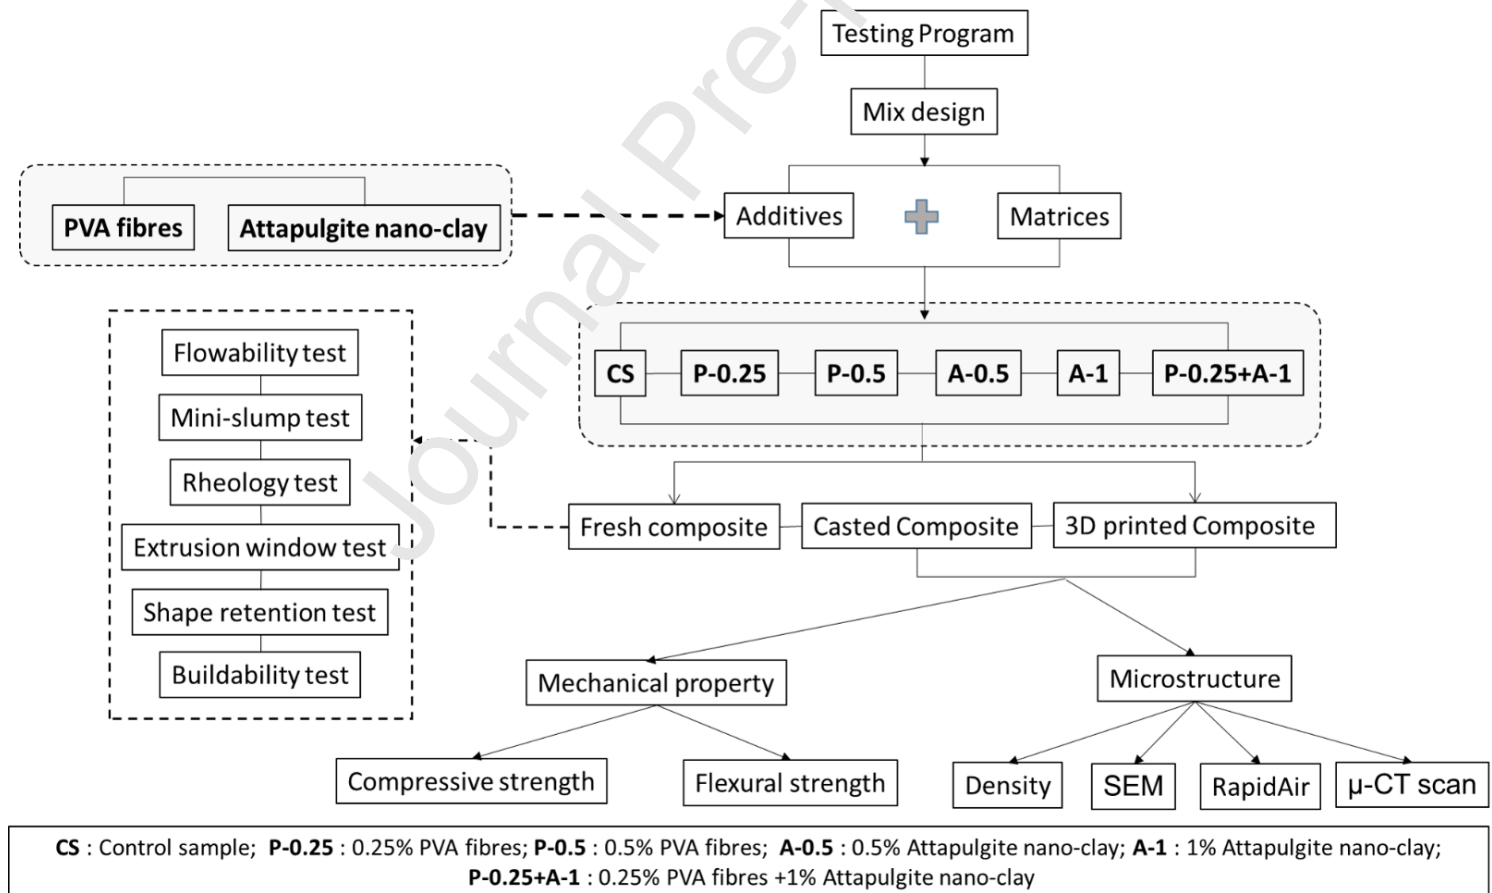 Testing Program
Mix design
PVA fibres
Attapulgite nano-clay
Additives
Matrices
Flowability test
Mini-slump test
Rheology test
Extrusion window test
Shape retention test
Buildability test
CS
P-0.25
P-0.5
A-0.5
A-1
P-0.25+A-1
Fresh composite
Casted Composite
3D printed Composite
Mechanical property
Microstructure
Compressive strength
Flexural strength
Density
SEM
RapidAir
μ-CT scan
CS : Control sample; P-0.25 : 0.25% PVA fibres; P-0.5 : 0.5% PVA fibres; A-0.5 : 0.5% Attapulgite nano-clay; A-1 : 1% Attapulgite nano-clay;
P-0.25+A-1 : 0.25% PVA fibres +1% Attapulgite nano-clay
Journal Pre-